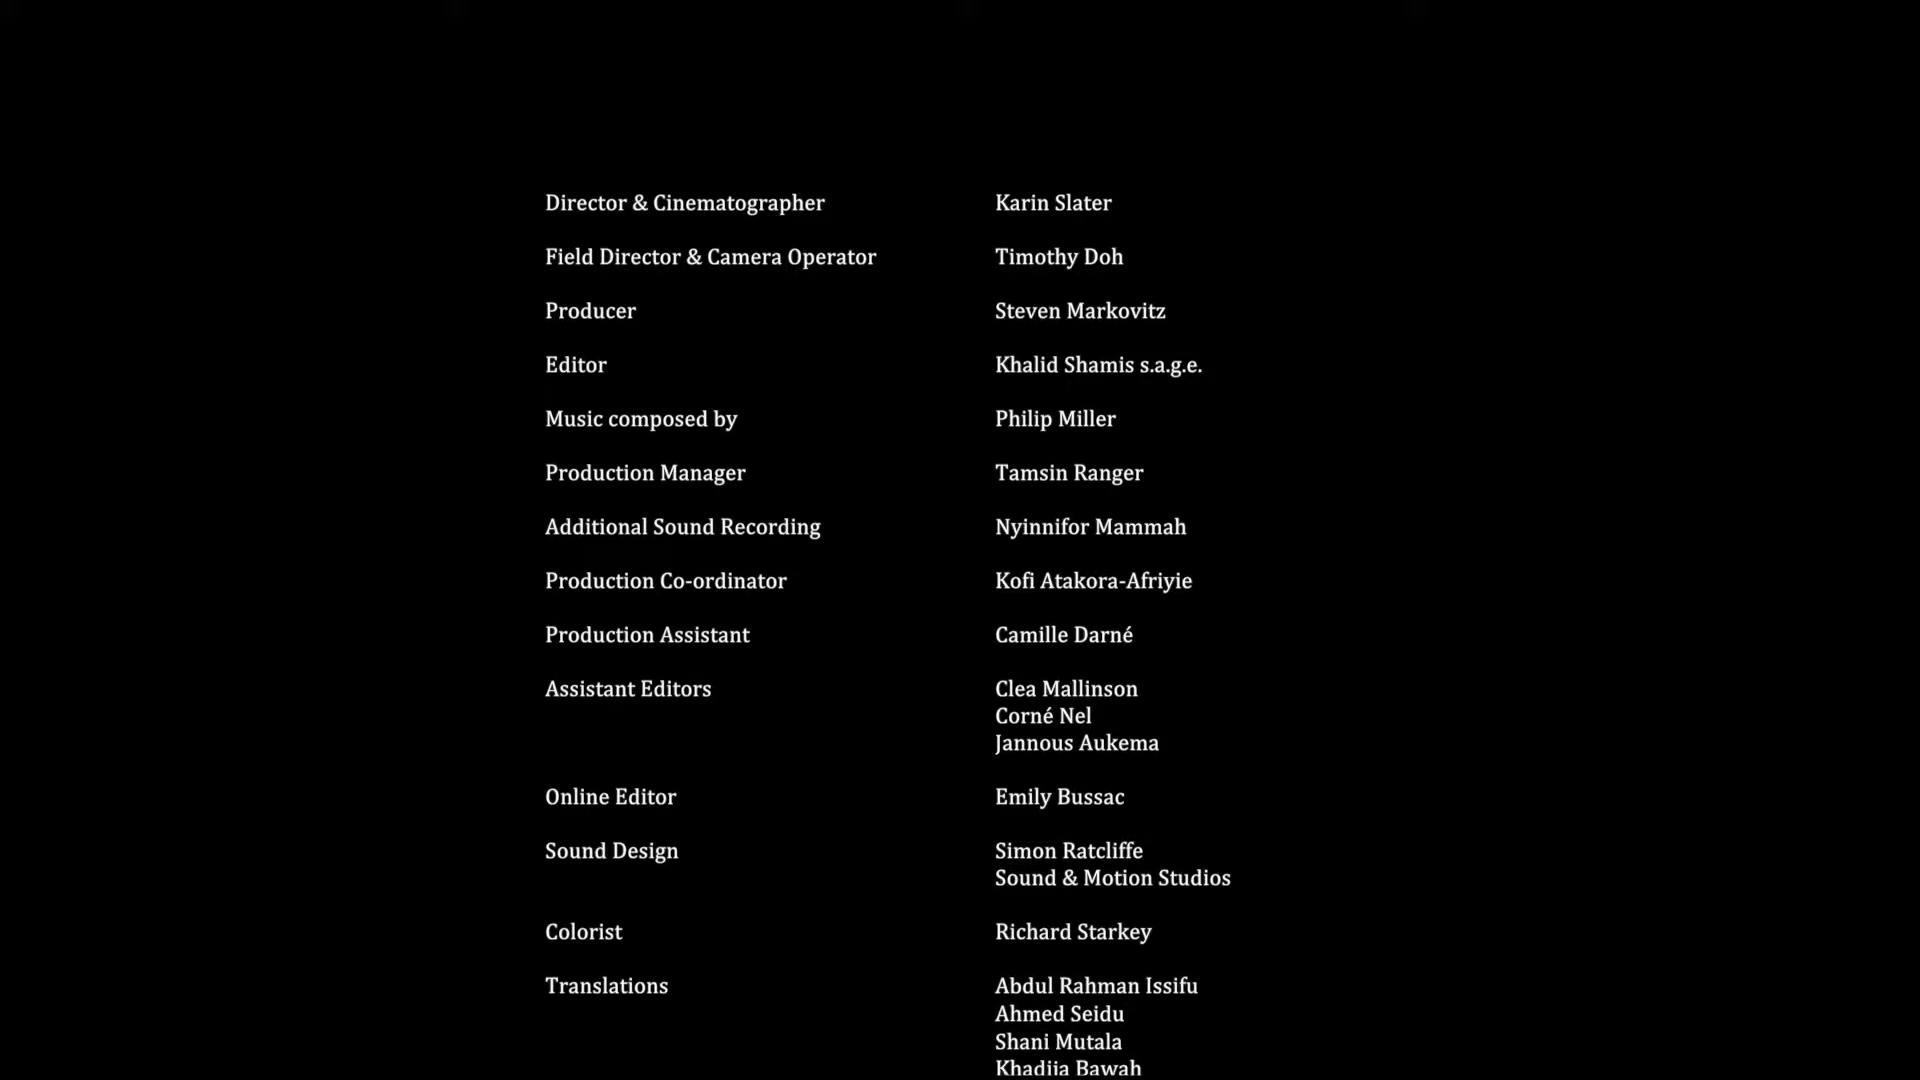 Director & Cinematographer Karin Slater
Field Director & Camera Operator Timothy Doh
Producer Steven Markovitz
Editor Khalid Shamis s.a.g.e.
Music composed by Philip Miller
Production Manager Tamsin Ranger
Additional Sound Recording Nyinnifor Mammah
Production Co-ordinator Kofi Atakora-Afriyie
Production Assistant Camille Darné
Assistant Editors Clea Mallinson
Corné Nel
Jannous Aukema
Online Editor Emily Bussac
Sound Design Simon Ratcliffe
Sound & Motion Studios
Colorist Richard Starkey
Translations Abdul Rahman Issifu
Ahmed Seidu
Shani Mutala
Khadija Bawah